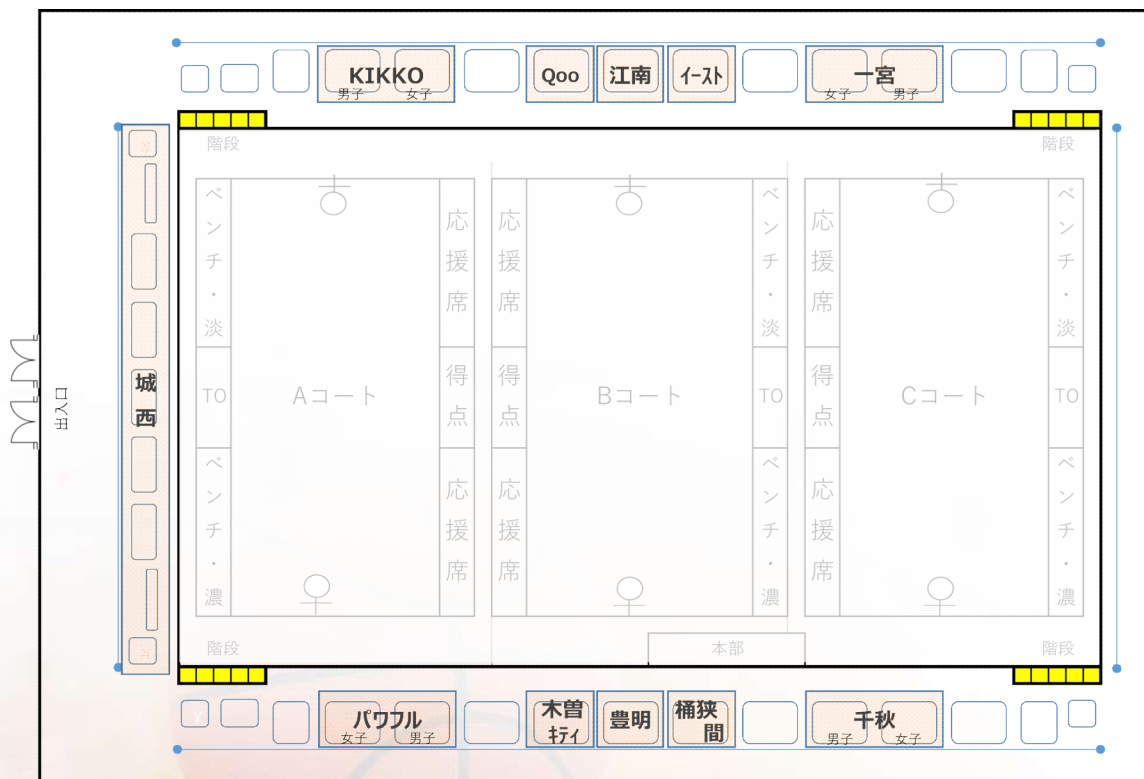 KIKKO
男子 女子
Qoo
江南
イースト
一宮
女子 男子
階段
階段
ベンチ・淡
TO
ベンチ・濃
Aコート
応援席
得点
応援席
応援席
得点
応援席
Bコート
ベンチ・淡
TO
ベンチ・濃
応援席
得点
応援席
Cコート
ベンチ・淡
TO
ベンチ・濃
城西
出入口
階段
本部
階段
パワフル
女子 男子
木曽
ｷﾃｨ
豊明
桶狭
間
千秋
男子 女子